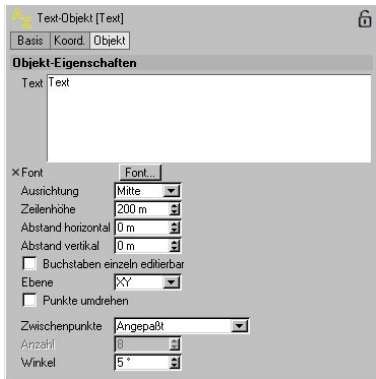 Text-Objekt [Text]
Basis Koord. Objekt
Objekt-Eigenschaften
Text Text
Font Font...
Ausrichtung Mitte
Zeilenhöhe 200 m
Abstand horizontal 0 m
Abstand vertikal 0 m
Buchstaben einzeln editierbar
Ebene XY
Punkte umdrehen
Zwischenpunkte Angepaßt
Anzahl 8
Winkel 5 °